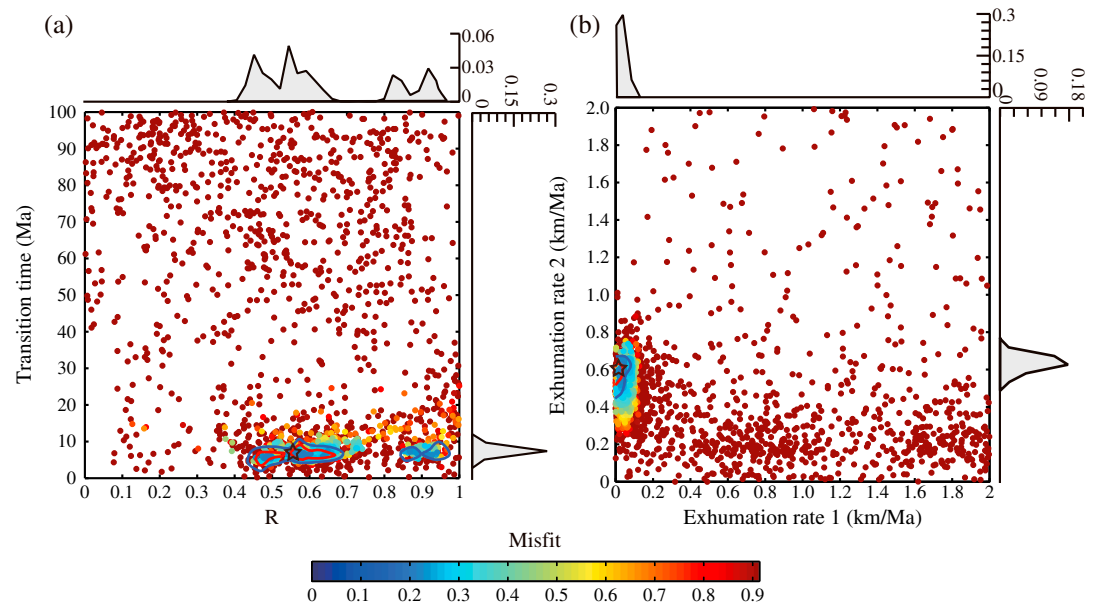 (a)
0.06
0.03
0
0 0.15 0.3
100
90
80
70
60
50
40
30
20
10
0
Transition time (Ma)
0 0.1 0.2 0.3 0.4 0.5 0.6 0.7 0.8 0.9 1
R
(b)
0.3
0.15
0
0 0.09 0.18
2.0
1.8
1.6
1.4
1.2
1.0
0.8
0.6
0.4
0.2
0
Exhumation rate 2 (km/Ma)
0 0.2 0.4 0.6 0.8 1.0 1.2 1.4 1.6 1.8 2
Exhumation rate 1 (km/Ma)
Misfit
0 0.1 0.2 0.3 0.4 0.5 0.6 0.7 0.8 0.9